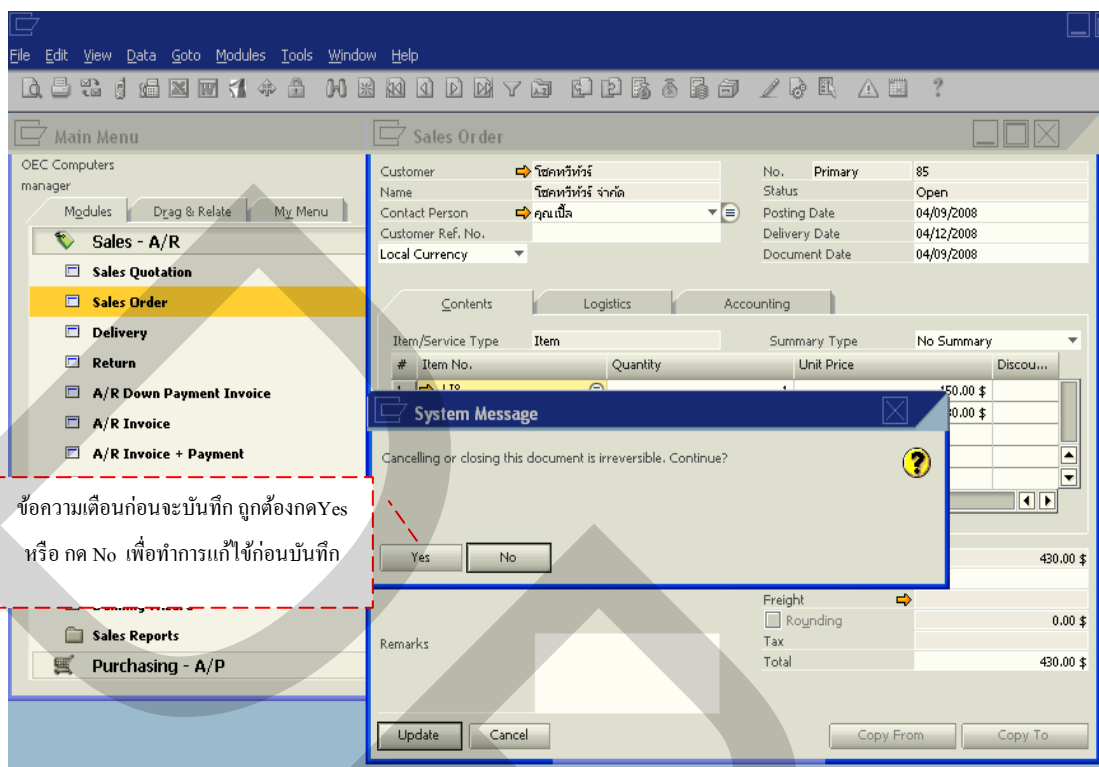 File Edit View Data Goto Modules Tools Window Help
Main Menu
OEC Computers
manager
Modules Drag & Relate My Menu
Sales - A/R
Sales Quotation
Sales Order
Delivery
Return
A/R Down Payment Invoice
A/R Invoice
A/R Invoice + Payment
ข้อความเตือนก่อนจะบันทึก ถูกต้องกดYes
หรือ กด No เพื่อทำการแก้ไข้ก่อนบันทึก
Sales Reports
Purchasing - A/P
Sales Order
Customer โชคทวีทัวร์
Name โชคทวีทัวร์ จำกัด
Contact Person คุณเปิ้ล
Customer Ref. No.
Local Currency
No. Primary 85
Status Open
Posting Date 04/09/2008
Delivery Date 04/12/2008
Document Date 04/09/2008
Contents Logistics Accounting
Item/Service Type Item Summary Type No Summary
# Item No. Quantity Unit Price Discou...
1 1 150.00 $
System Message
Cancelling or closing this document is irreversible. Continue?
Yes No
430.00 $
Freight
Rounding 0.00 $
Tax
Total 430.00 $
Remarks
Update Cancel Copy From Copy To